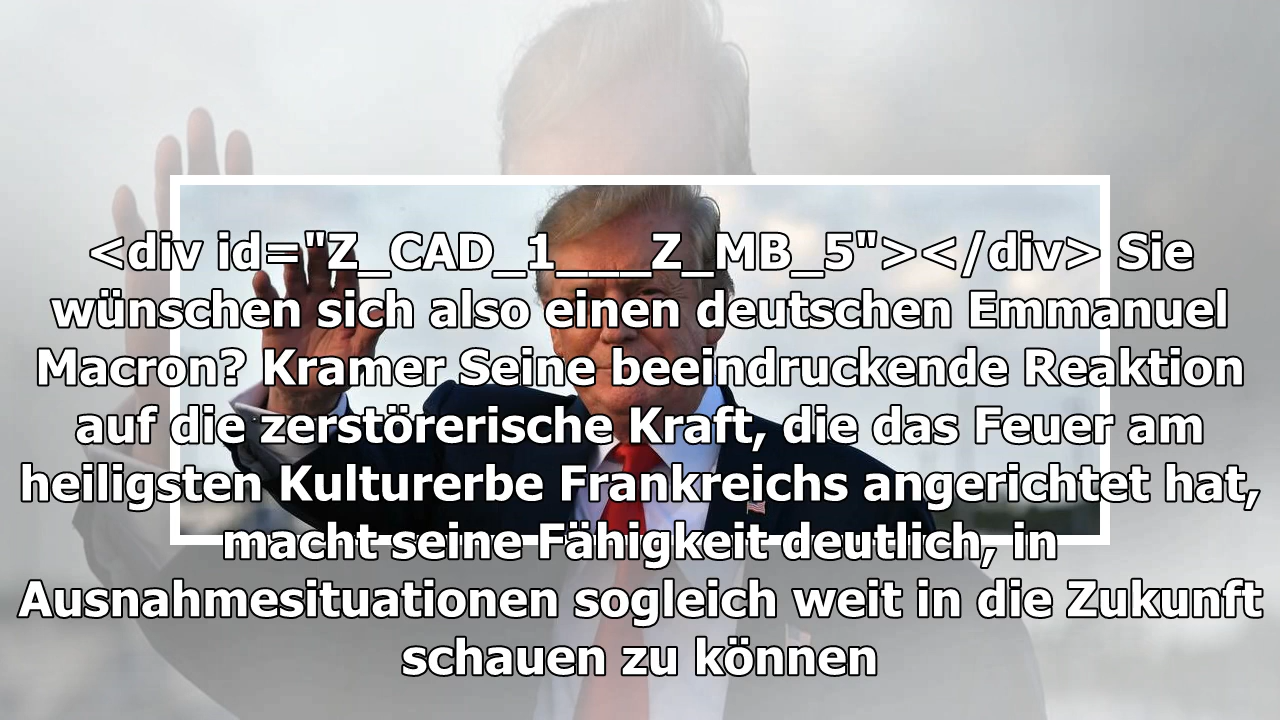 <div id="Z_CAD_1___Z_MB_5"></div> Sie
wünschen sich also einen deutschen Emmanuel
Macron? Kramer Seine beeindruckende Reaktion
auf die zerstörerische Kraft, die das Feuer am
heiligsten Kulturerbe Frankreichs angerichtet hat,
macht seine Fähigkeit deutlich, in
Ausnahmesituationen sogleich weit in die Zukunft
schauen zu können